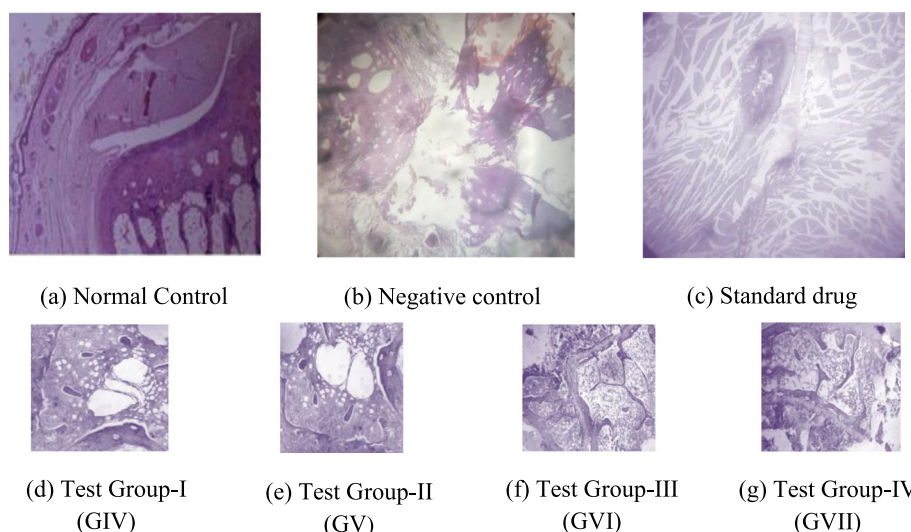 (a) Normal Control
(b) Negative control
(c) Standard drug
(d) Test Group-I
(GIV)
(e) Test Group-II
(GV)
(f) Test Group-III
(GVI)
(g) Test Group-IV
(GVII)